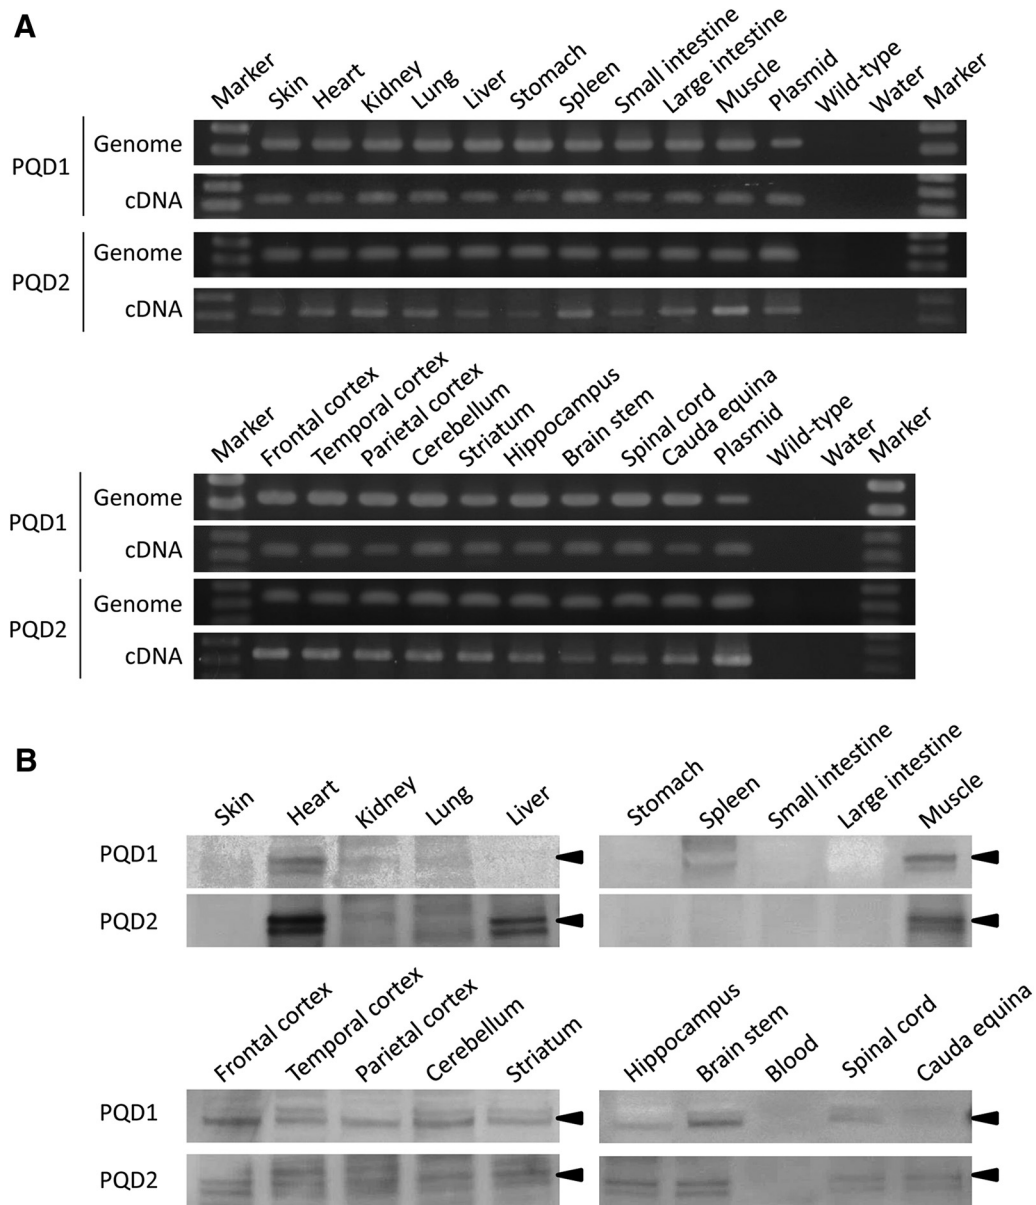 A
Marker Skin Heart Kidney Lung Liver Stomach Spleen Small intestine Large intestine Muscle Plasmid Wild-type Water Marker
PQD1
Genome
cDNA
PQD2
Genome
cDNA
Marker Frontal cortex Temporal cortex Parietal cortex Cerebellum Striatum Hippocampus Brain stem Spinal cord Cauda equina Plasmid Wild-type Water Marker
PQD1
Genome
cDNA
PQD2
Genome
cDNA
B
Skin Heart Kidney Lung Liver Stomach Spleen Small intestine Large intestine Muscle
PQD1
PQD2
Frontal cortex Temporal cortex Parietal cortex Cerebellum Striatum Hippocampus Brain stem Blood Spinal cord Cauda equina
PQD1
PQD2